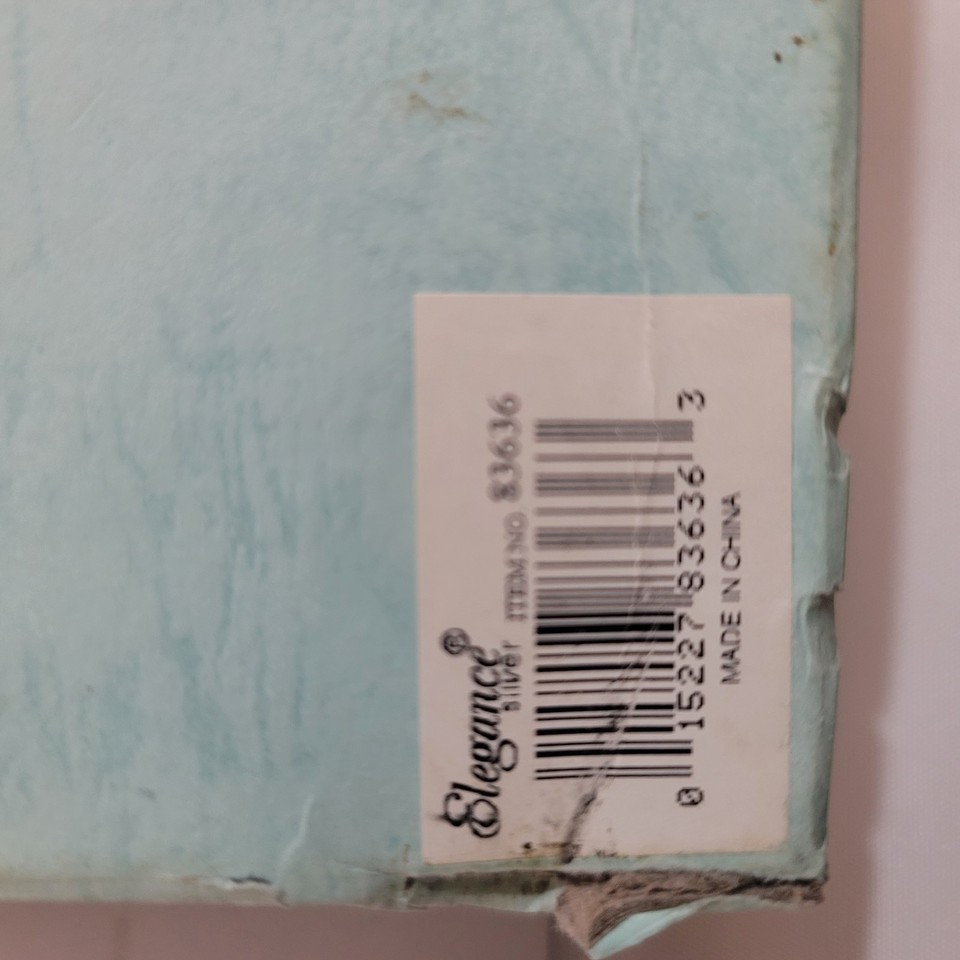 Elegance®
Silver ITEM NO. 83636
0 15227 83636 3
MADE IN CHINA